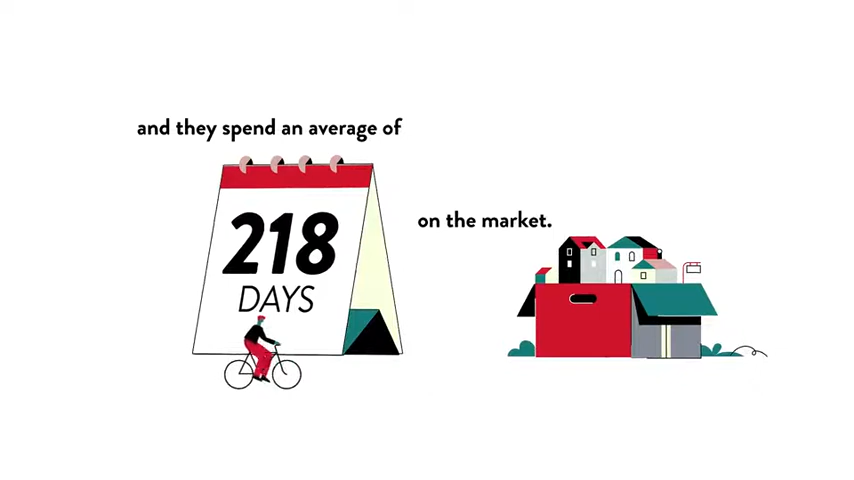 and they spend an average of
218
DAYS
on the market.